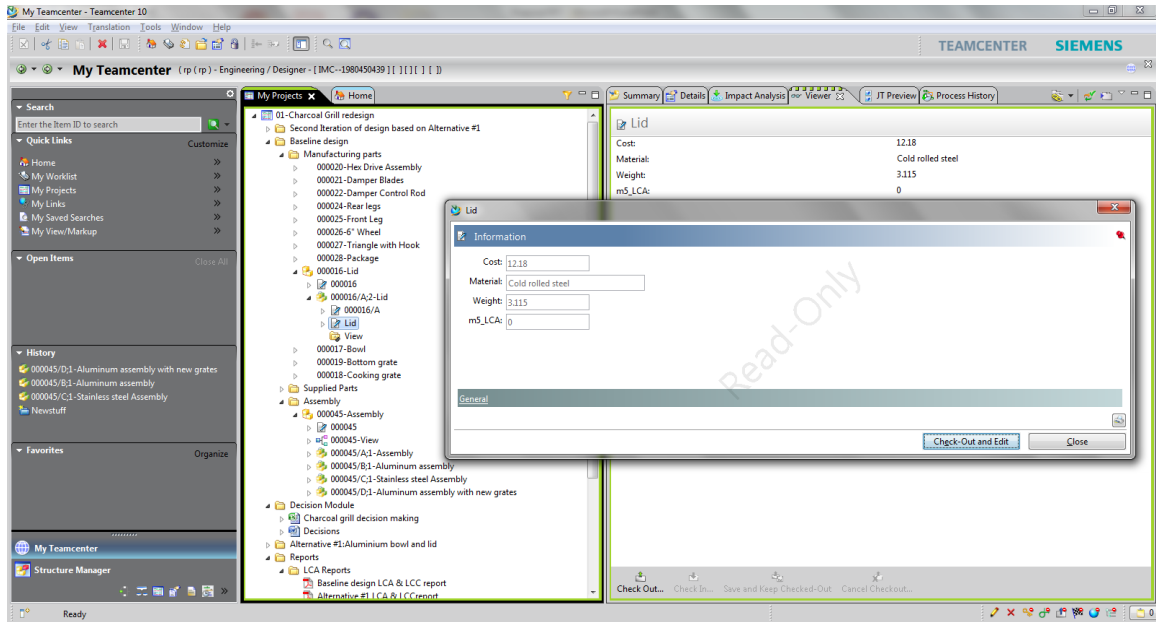 My Teamcenter - Teamcenter 10
File Edit View Translation Tools Window Help
TEAMCENTER SIEMENS
My Teamcenter ( rp ( rp ) - Engineering / Designer - [ IMC--1980450439 ] [ ] [ ] [ ] [ ])
Search
Enter the Item ID to search
Quick Links Customize
Home
My Worklist
My Projects
My Links
My Saved Searches
My View/Markup
Open Items Close All
History
000045/D;1-Aluminum assembly with new grates
000045/B;1-Aluminum assembly
000045/C;1-Stainless steel Assembly
Newstuff
Favorites Organize
My Teamcenter
Structure Manager
My Projects Home
01-Charcoal Grill redesign
Second Iteration of design based on Alternative #1
Baseline design
Manufacturing parts
000020-Hex Drive Assembly
000021-Damper Blades
000022-Damper Control Rod
000024-Rear legs
000025-Front Leg
000026-6" Wheel
000027-Triangle with Hook
000028-Package
000016-Lid
000016
000016/A;2-Lid
000016/A
Lid
View
000017-Bowl
000019-Bottom grate
000018-Cooking grate
Supplied Parts
Assembly
000045-Assembly
000045
000045-View
000045/A;1-Assembly
000045/B;1-Aluminum assembly
000045/C;1-Stainless steel Assembly
000045/D;1-Aluminum assembly with new grates
Decision Module
Charcoal grill decision making
Decisions
Alternative #1:Aluminium bowl and lid
Reports
LCA Reports
Baseline design LCA & LCC report
Alternative #1 LCA & LCCreport
Summary Details Impact Analysis Viewer JT Preview Process History
Lid
Cost: 12.18
Material: Cold rolled steel
Weight: 3.115
m5_LCA: 0
Lid
Information
Cost: 12.18
Material: Cold rolled steel
Weight: 3.115
m5_LCA: 0
Read-Only
General
Check-Out and Edit Close
Check Out... Check In... Save and Keep Checked-Out Cancel Checkout...
Ready 0